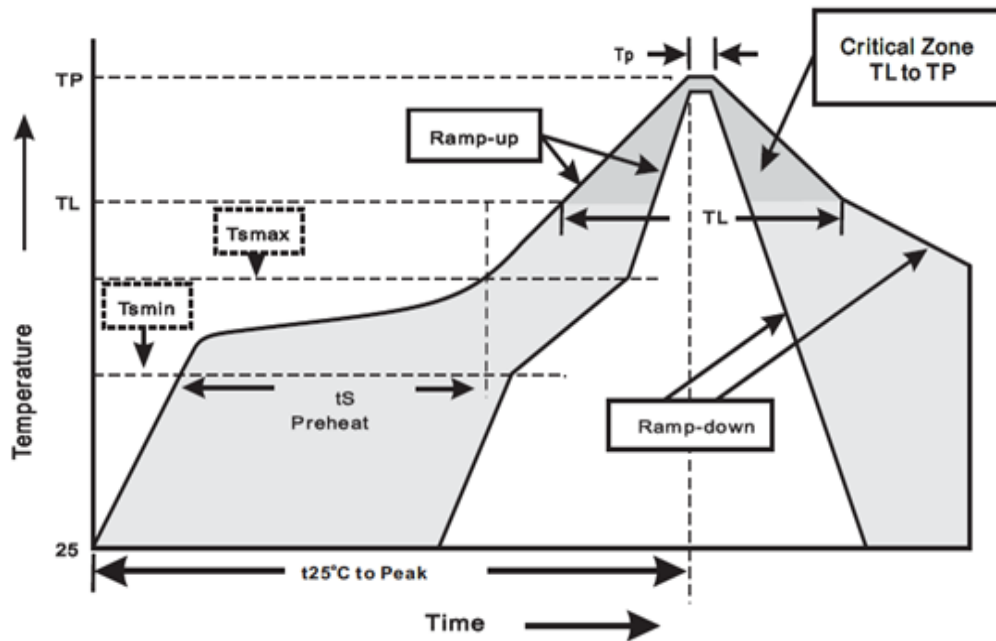 Tp
Critical Zone
TL to TP
TP
Ramp-up
TL
TL
Tsmax
Tsmin
tS
Preheat
Ramp-down
Temperature
25
t25°C to Peak
Time